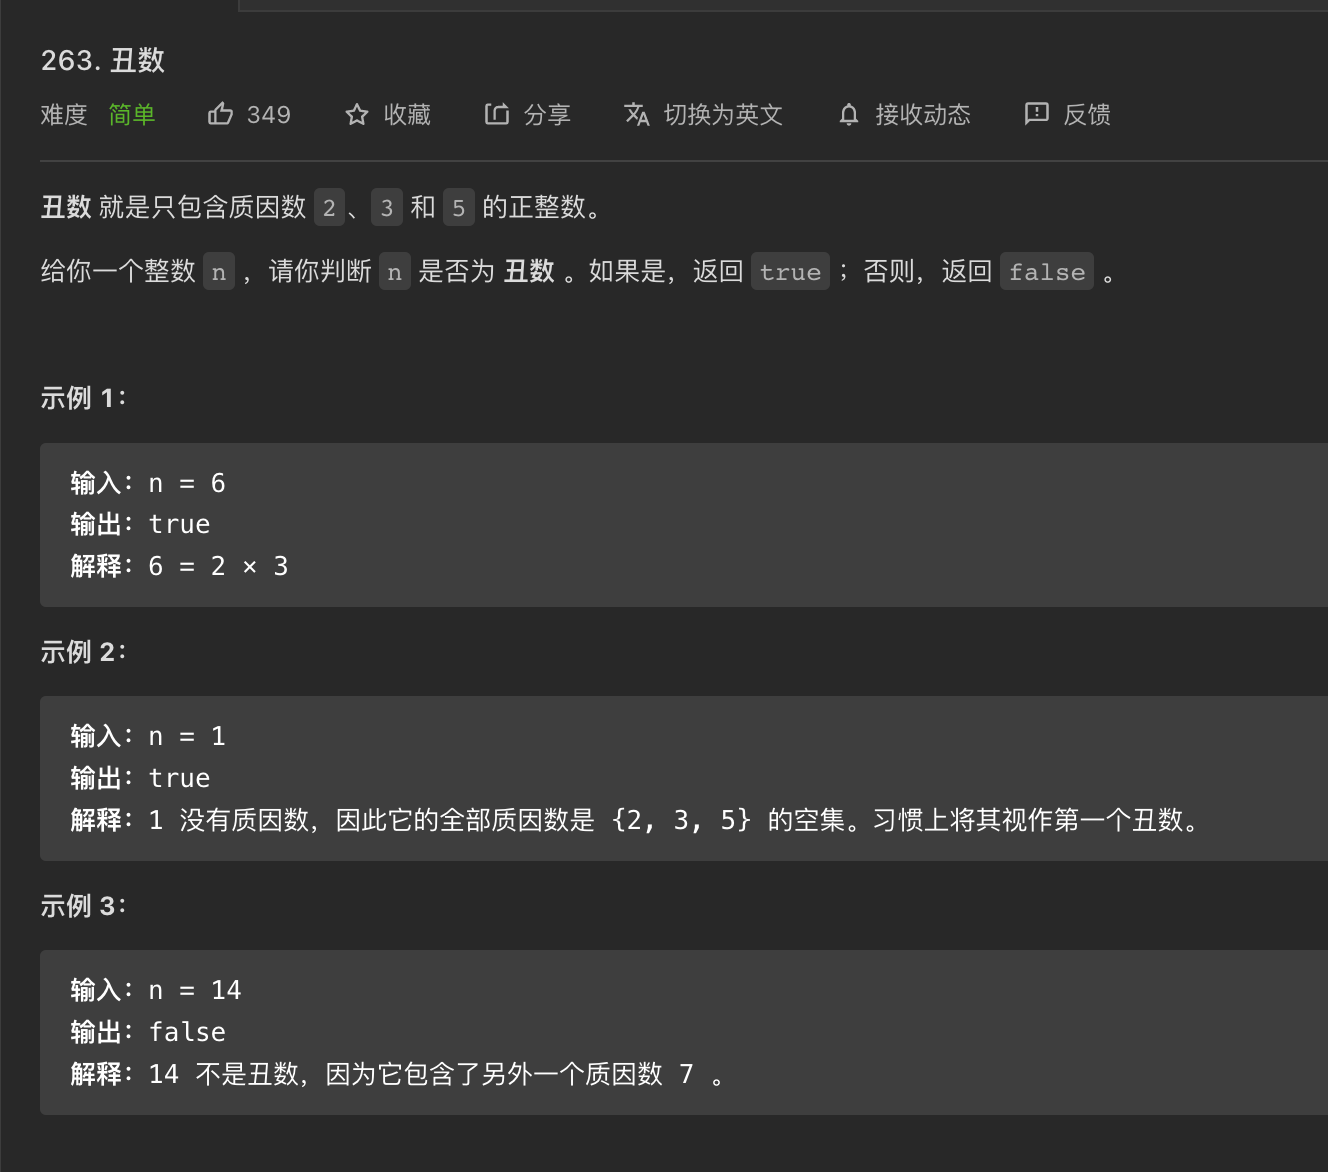 263. 丑数
难度 简单 349 收藏 分享 切换为英文 接收动态 反馈
丑数 就是只包含质因数 2、3 和 5 的正整数。
给你一个整数 n ，请你判断 n 是否为 丑数 。如果是，返回 true ；否则，返回 false 。
示例 1：
输入：n = 6
输出：true
解释：6 = 2 × 3
示例 2：
输入：n = 1
输出：true
解释：1 没有质因数，因此它的全部质因数是 {2, 3, 5} 的空集。习惯上将其视作第一个丑数。
示例 3：
输入：n = 14
输出：false
解释：14 不是丑数，因为它包含了另外一个质因数 7 。